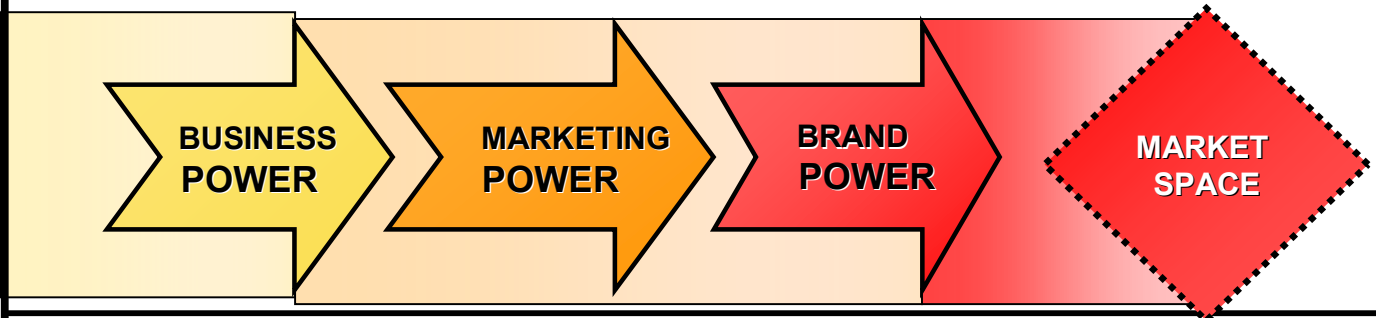 BUSINESS
POWER
MARKETING
POWER
BRAND
POWER
MARKET
SPACE